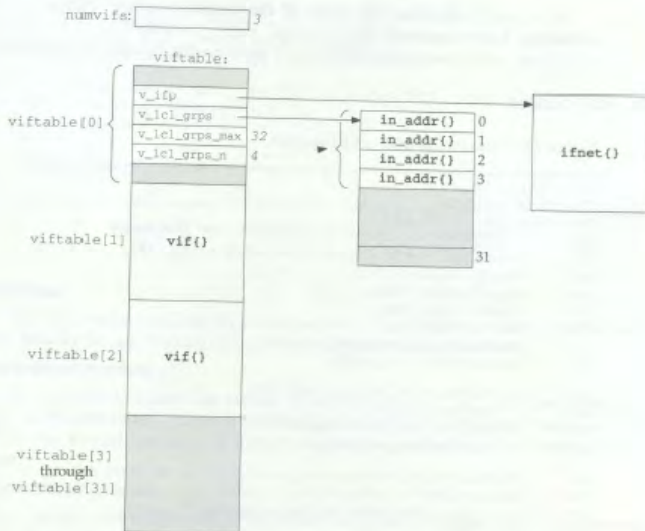 numvifs:
3
viftable:
viftable[0]
v_ifp
v_lcl_grps
v_lcl_grps_max 32
v_lcl_grps_n 4
in_addr{} 0
in_addr{} 1
in_addr{} 2
in_addr{} 3
31
ifnet{}
viftable[1]
vif{}
viftable[2]
vif{}
viftable[3]
through
viftable[31]